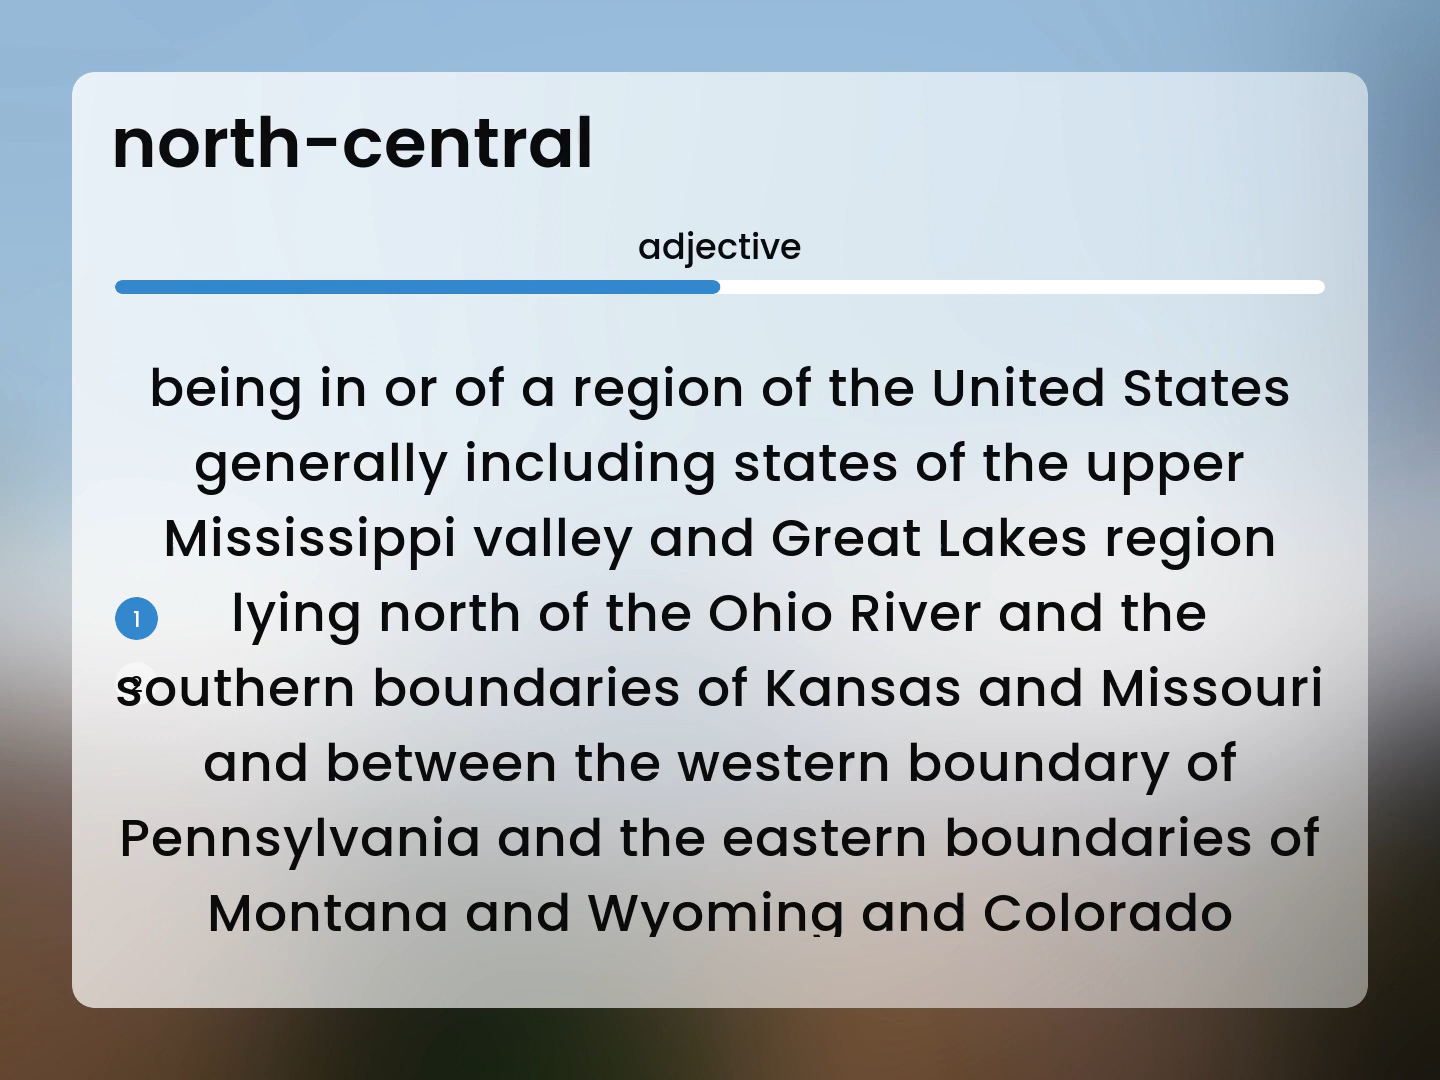 north-central
adjective
being in or of a region of the United States
generally including states of the upper
Mississippi valley and Great Lakes region
1
lying north of the Ohio River and the
2
southern boundaries of Kansas and Missouri
and between the western boundary of
Pennsylvania and the eastern boundaries of
Montana and Wyoming and Colorado